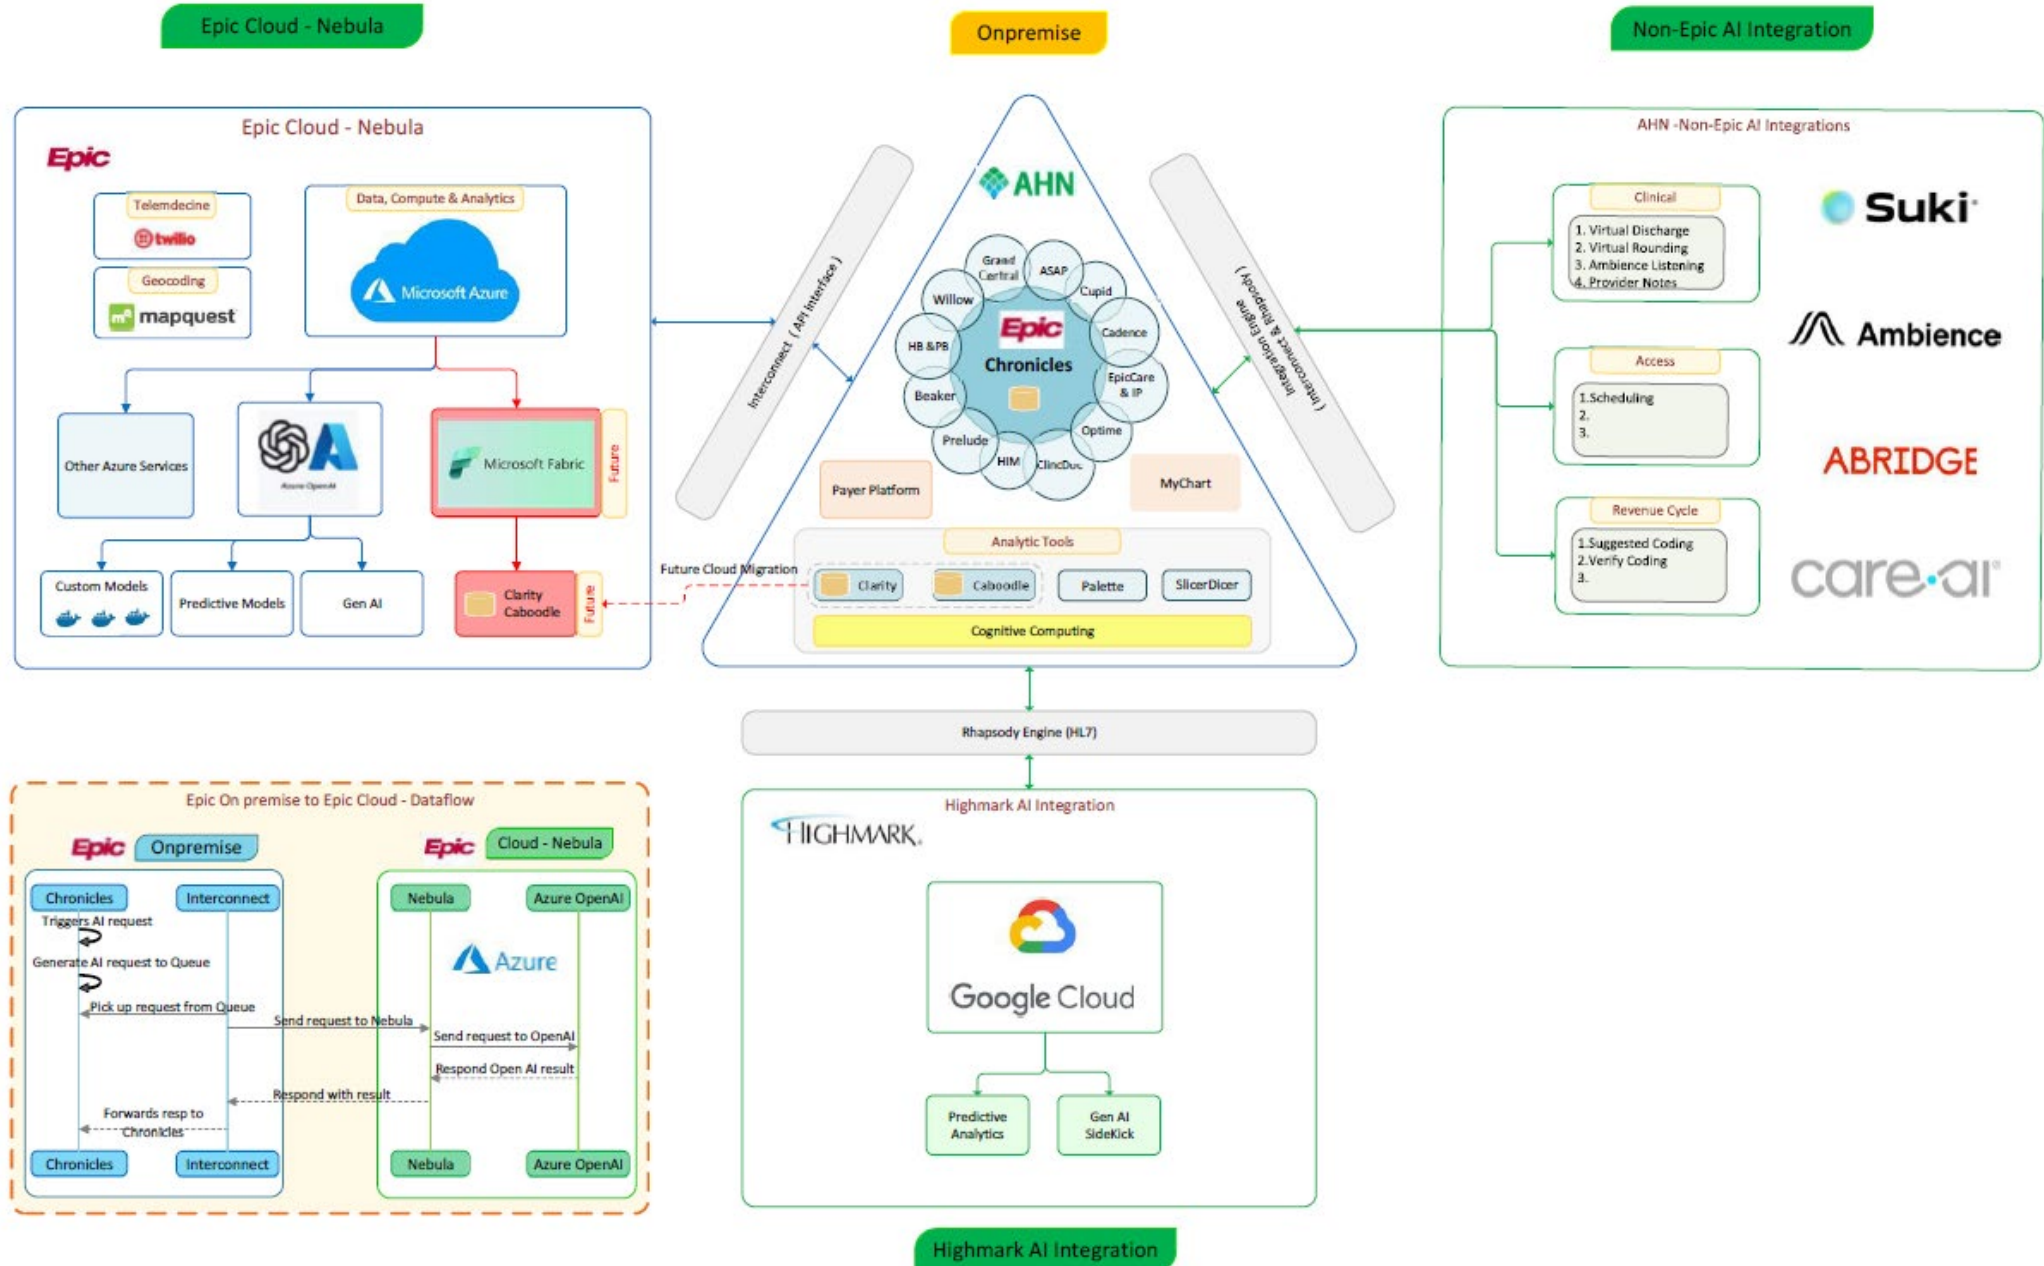 Epic Cloud - Nebula
Onpremise
Non-Epic AI Integration
Epic Cloud - Nebula
Epic
Telemdecine
twilio
Geocoding
mq mapquest
Data, Compute & Analytics
Microsoft Azure
Other Azure Services
Azure OpenAI
Microsoft Fabric
Future
Custom Models
Predictive Models
Gen AI
Clarity
Caboodle
Future
Future Cloud Migration
Interconnect ( API Interface )
AHN
Grand
Central
ASAP
Cupid
Willow
Cadence
HB &PB
EpicCare
& IP
Beaker
Optime
Prelude
HIM
ClincDuc
Epic
Chronicles
Payer Platform
MyChart
Analytic Tools
Clarity
Caboodle
Palette
SlicerDicer
Cognitive Computing
Integration Engine
( Interconnect & Rhapsody )
AHN -Non-Epic AI Integrations
Clinical
1. Virtual Discharge
2. Virtual Rounding
3. Ambience Listening
4. Provider Notes
Access
1.Scheduling
2.
3.
Revenue Cycle
1.Suggested Coding
2.Verify Coding
3.
Suki
Ambience
ABRIDGE
care.ai
Rhapsody Engine (HL7)
Highmark AI Integration
HIGHMARK.
Google Cloud
Predictive
Analytics
Gen AI
SideKick
Highmark AI Integration
Epic On premise to Epic Cloud - Dataflow
Epic Onpremise
Epic Cloud - Nebula
Chronicles
Interconnect
Nebula
Azure OpenAI
Triggers AI request
Azure
Generate AI request to Queue
Pick up request from Queue
Send request to Nebula
Send request to OpenAI
Respond Open AI result
Respond with result
Forwards resp to
Chronicles
Chronicles
Interconnect
Nebula
Azure OpenAI